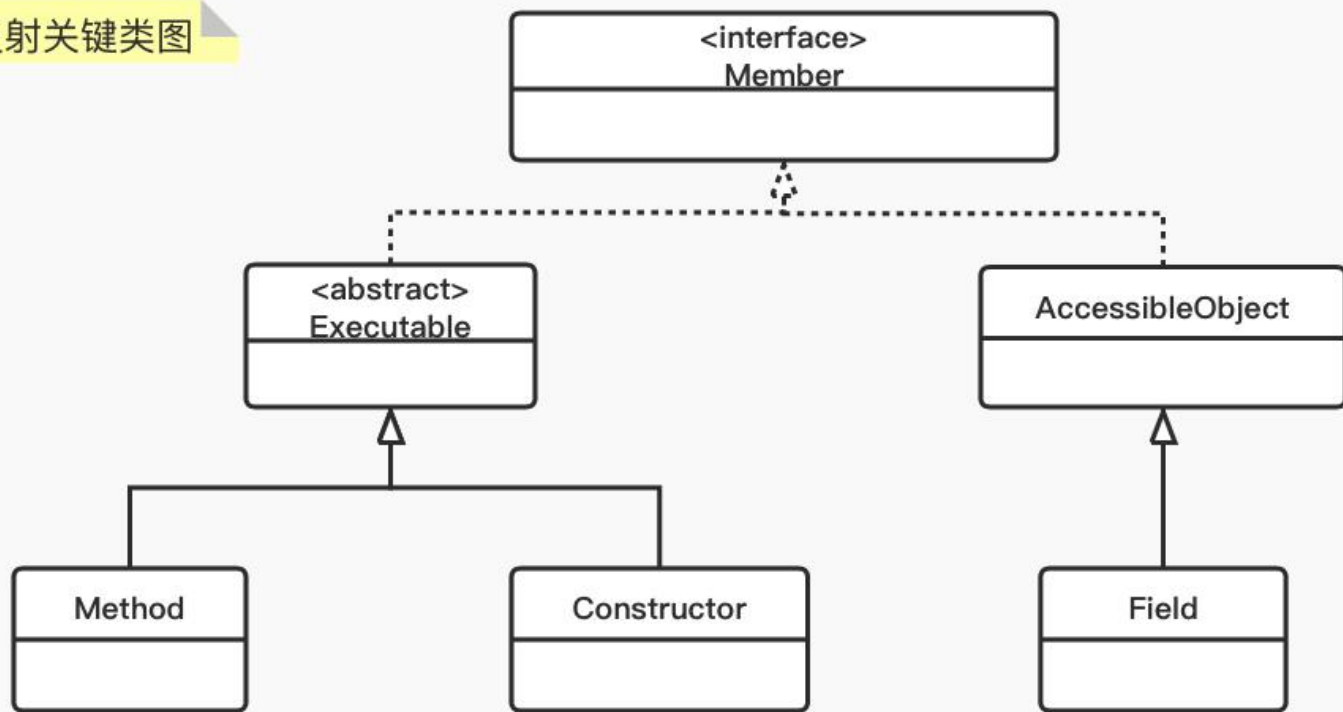 射关键类图
<interface>
Member
<abstract>
Executable
AccessibleObject
Method
Constructor
Field